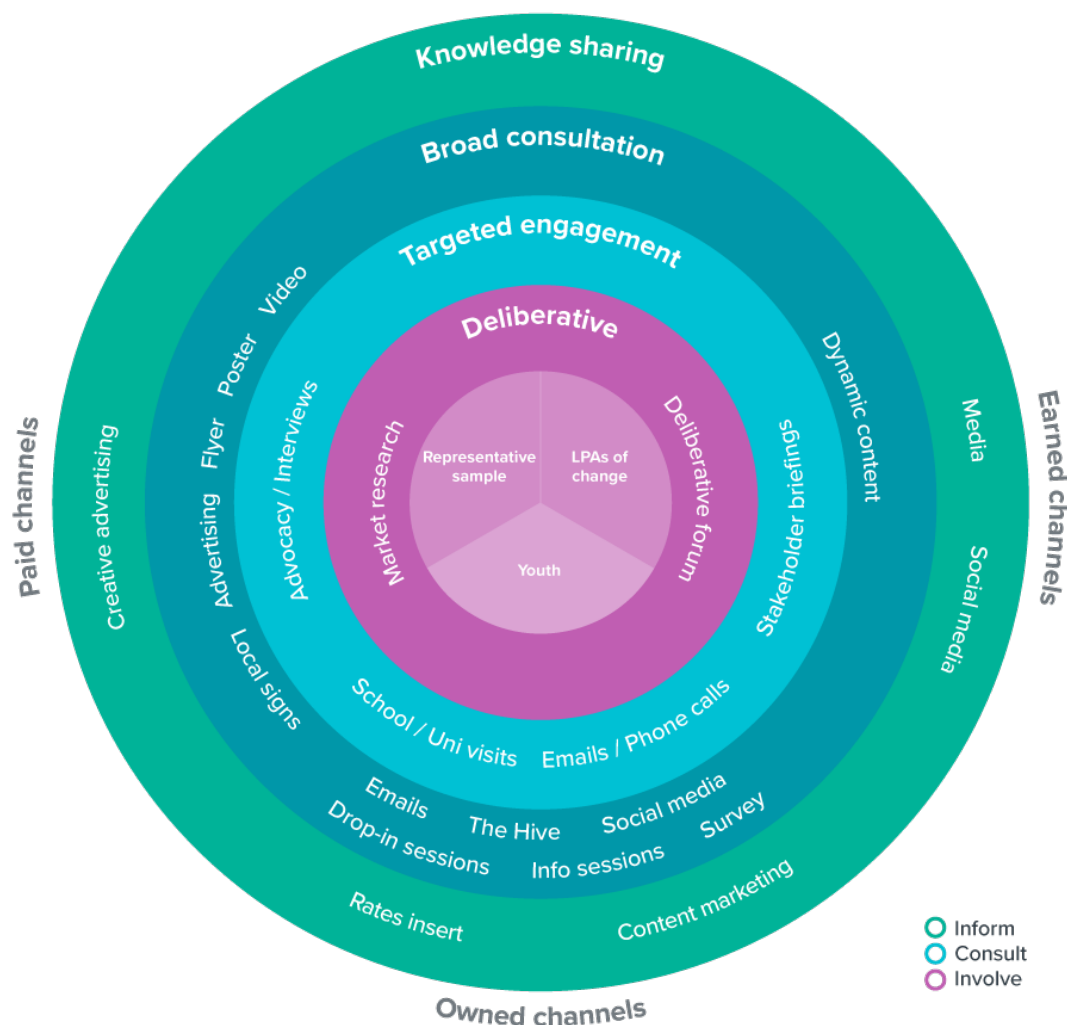 Knowledge sharing
Broad consultation
Targeted engagement
Deliberative
Representative
sample
LPAs of
change
Youth
Market research
Deliberative forum
Advocacy / Interviews
Stakeholder briefings
School / Uni visits
Emails / Phone calls
Video
Poster
Flyer
Advertising
Local signs
Dynamic content
Emails
The Hive
Social media
Drop-in sessions
Info sessions
Survey
Creative advertising
Media
Social media
Rates insert
Content marketing
Paid channels
Earned channels
Owned channels
Inform
Consult
Involve